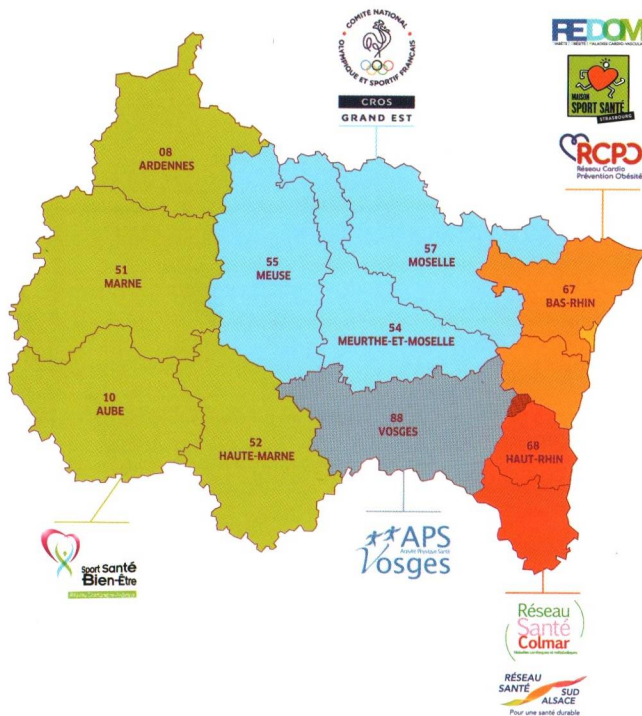 COMITÉ NATIONAL
OLYMPIQUE ET SPORTIF FRANÇAIS
CROS
GRAND EST
REDOM
MAISON
SPORT SANTÉ
STRASBOURG
RCPO
Réseau Cardio
Prévention Obésité
08
ARDENNES
51
MARNE
55
MEUSE
57
MOSELLE
67
BAS-RHIN
54
MEURTHE-ET-MOSELLE
10
AUBE
52
HAUTE-MARNE
88
VOSGES
68
HAUT-RHIN
Sport Santé
Bien-Être
APS
Vosges
Réseau
Santé
Colmar
RÉSEAU
SANTÉ
SUD
ALSACE
Pour une santé durable